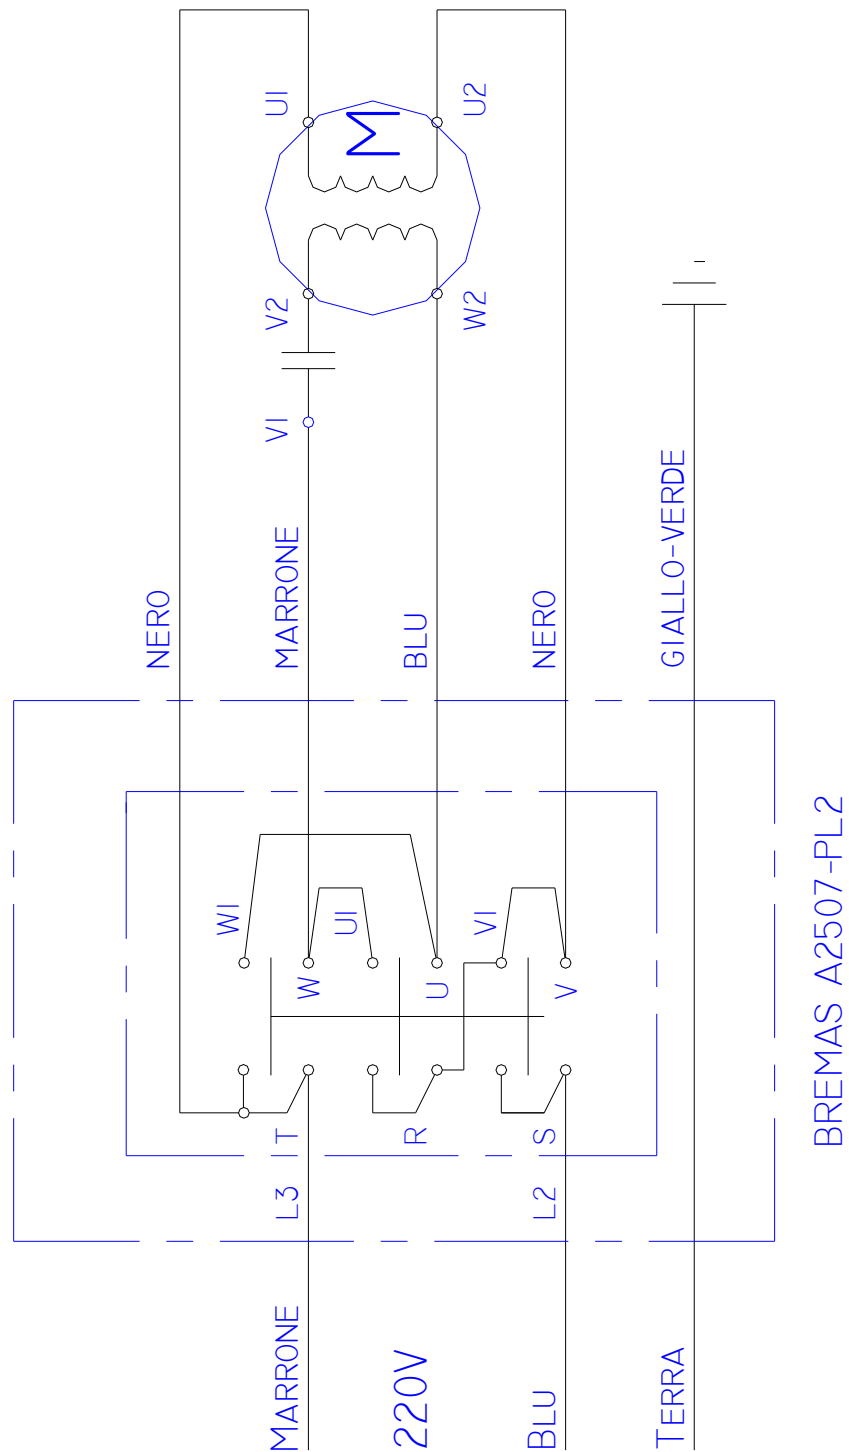 U1
M
U2
V2
W2
V1
NERO
MARRONE
BLU
NERO
GIALLO-VERDE
W1
U1
V1
W
U
V
T
R
S
L3
L2
BREMAS A2507-PL2
MARRONE
220V
BLU
TERRA